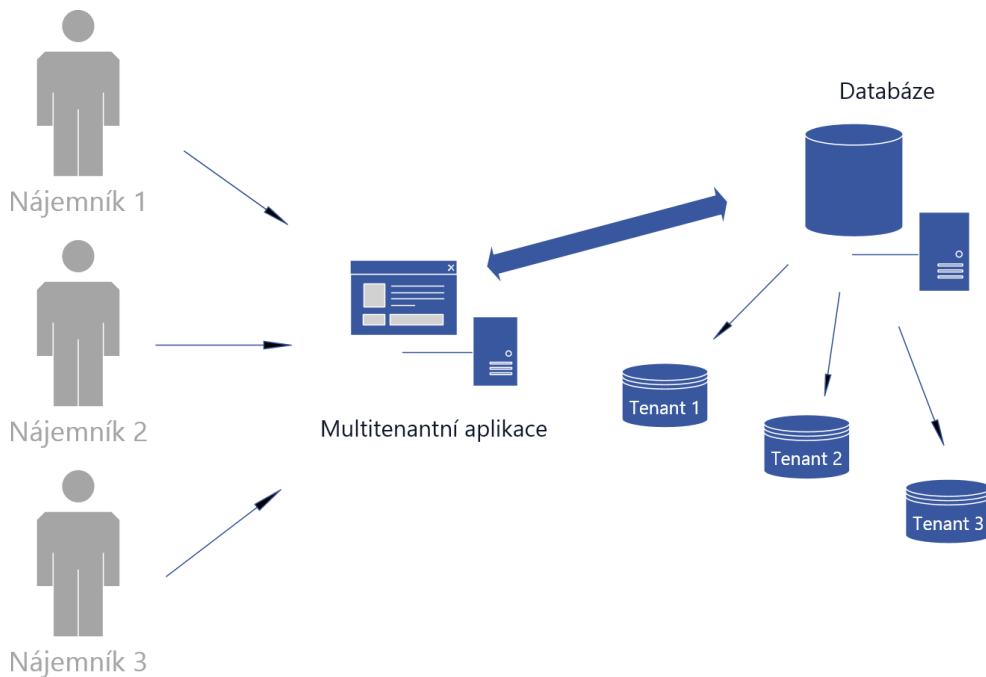 Nájemník 1
Nájemník 2
Nájemník 3
Multitenantní aplikace
Databáze
Tenant 1
Tenant 2
Tenant 3